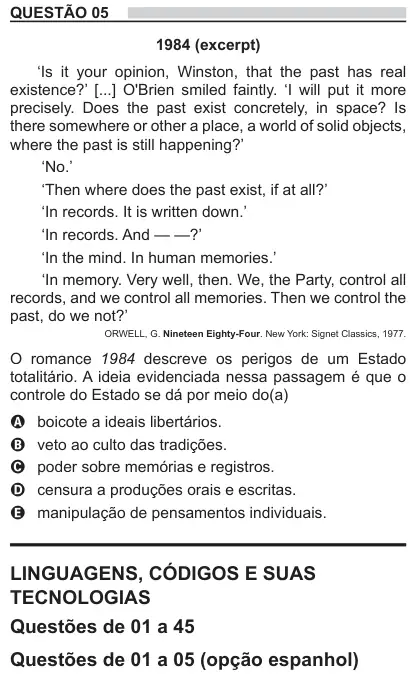 QUESTÃO 05
1984 (excerpt)
‘Is it your opinion, Winston, that the past has real
existence?’ [...] O'Brien smiled faintly. ‘I will put it more
precisely. Does the past exist concretely, in space? Is
there somewhere or other a place, a world of solid objects,
where the past is still happening?’
‘No.’
‘Then where does the past exist, if at all?’
‘In records. It is written down.’
‘In records. And — —?’
‘In the mind. In human memories.’
‘In memory. Very well, then. We, the Party, control all
records, and we control all memories. Then we control the
past, do we not?’
ORWELL, G. Nineteen Eighty-Four. New York: Signet Classics, 1977.
O romance 1984 descreve os perigos de um Estado
totalitário. A ideia evidenciada nessa passagem é que o
controle do Estado se dá por meio do(a)
A boicote a ideais libertários.
B veto ao culto das tradições.
C poder sobre memórias e registros.
D censura a produções orais e escritas.
E manipulação de pensamentos individuais.
LINGUAGENS, CÓDIGOS E SUAS
TECNOLOGIAS
Questões de 01 a 45
Questões de 01 a 05 (opção espanhol)